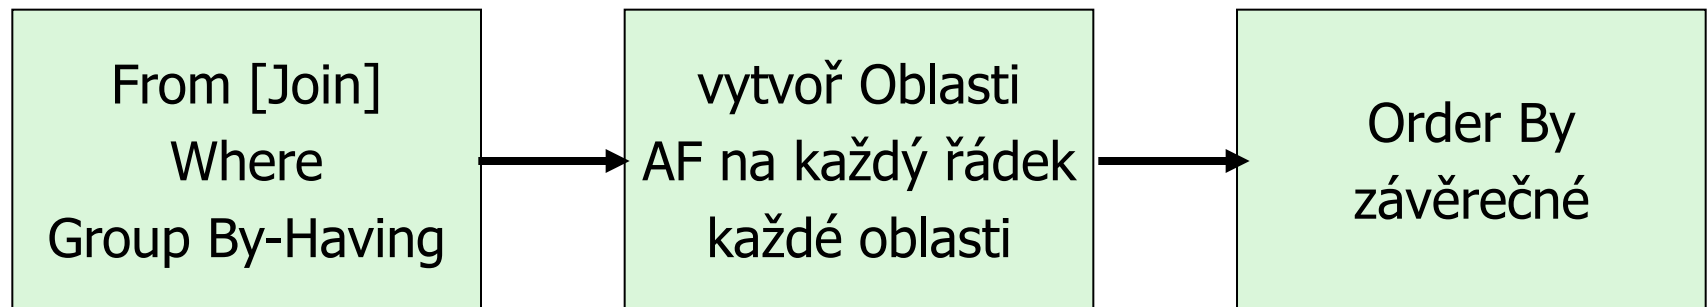 From [Join]
Where
Group By-Having
vytvoř Oblasti
AF na každý řádek
každé oblasti
Order By
závěrečné